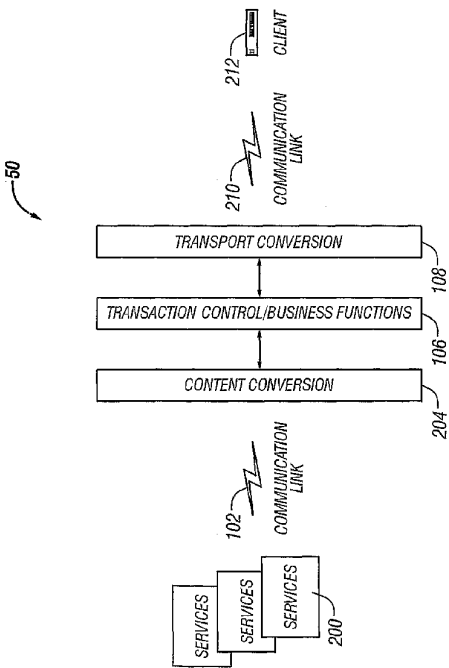 50
SERVICES
SERVICES
SERVICES
200
102
COMMUNICATION
LINK
CONTENT CONVERSION
204
TRANSACTION CONTROL/BUSINESS FUNCTIONS
106
TRANSPORT CONVERSION
108
210
COMMUNICATION
LINK
212
CLIENT